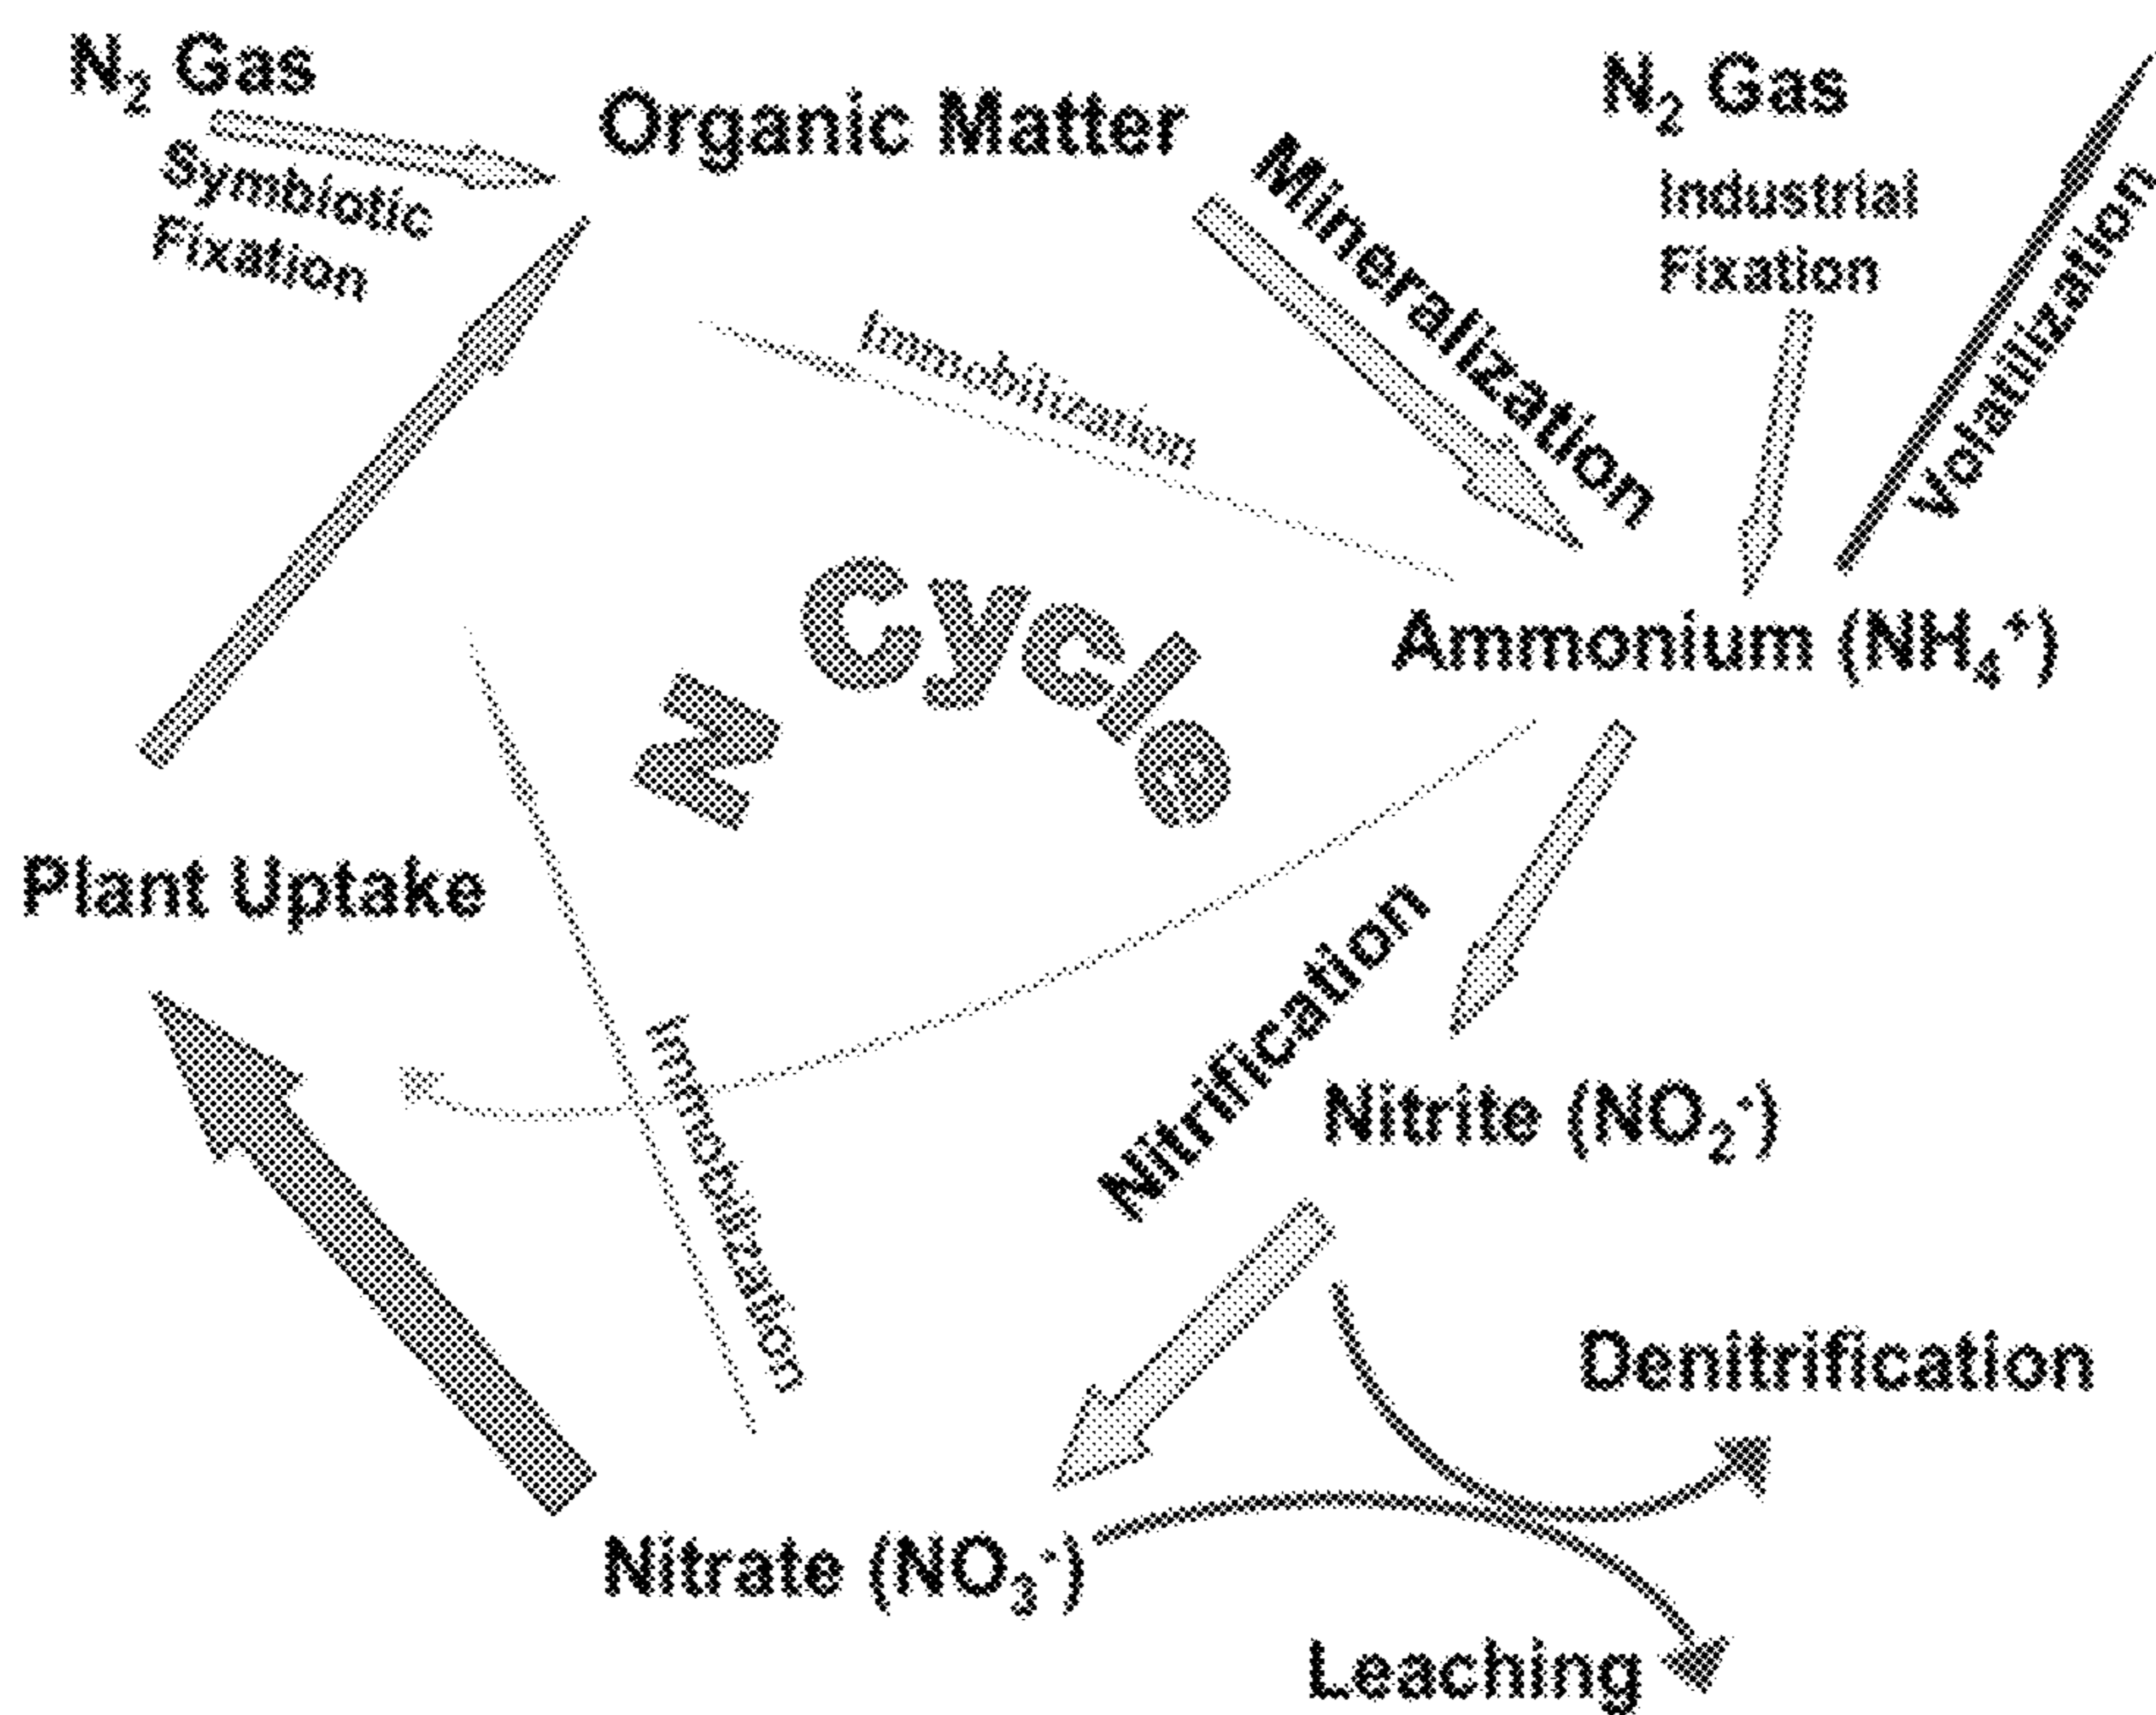 N₂ Gas
Symbiotic
Fixation
Organic Matter
Mineralization
N₂ Gas
Industrial
Fixation
Volatilization
Immobilization
N Cycle
Ammonium (NH₄⁺)
Plant Uptake
Immobilization
Nitrification
Nitrite (NO₂⁻)
Denitrification
Nitrate (NO₃⁻)
Leaching